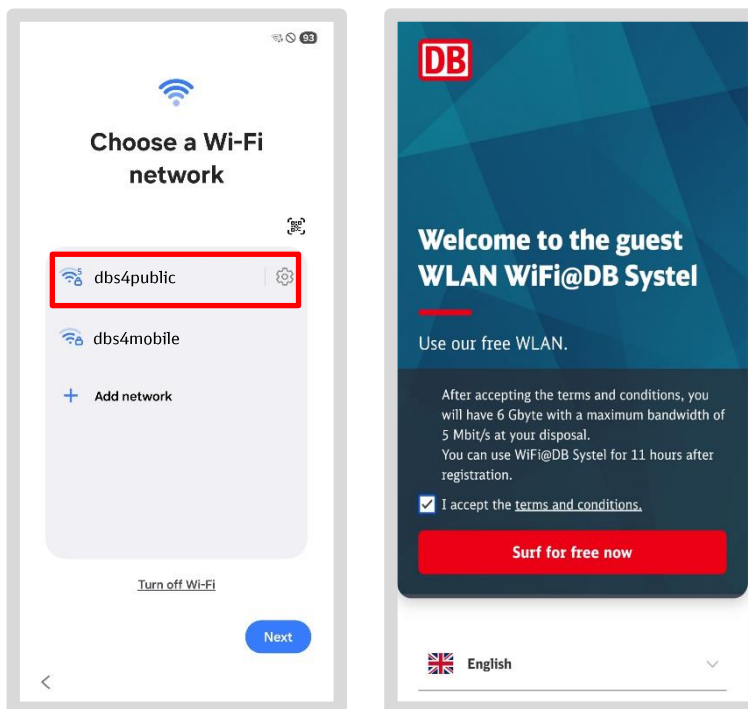 93
Choose a Wi-Fi
network
5
dbs4public
dbs4mobile
+ Add network
Turn off Wi-Fi
Next
<
DB
Welcome to the guest
WLAN WiFi@DB Systel
Use our free WLAN.
After accepting the terms and conditions, you
will have 6 Gbyte with a maximum bandwidth of
5 Mbit/s at your disposal.
You can use WiFi@DB Systel for 11 hours after
registration.
I accept the terms and conditions.
Surf for free now
English